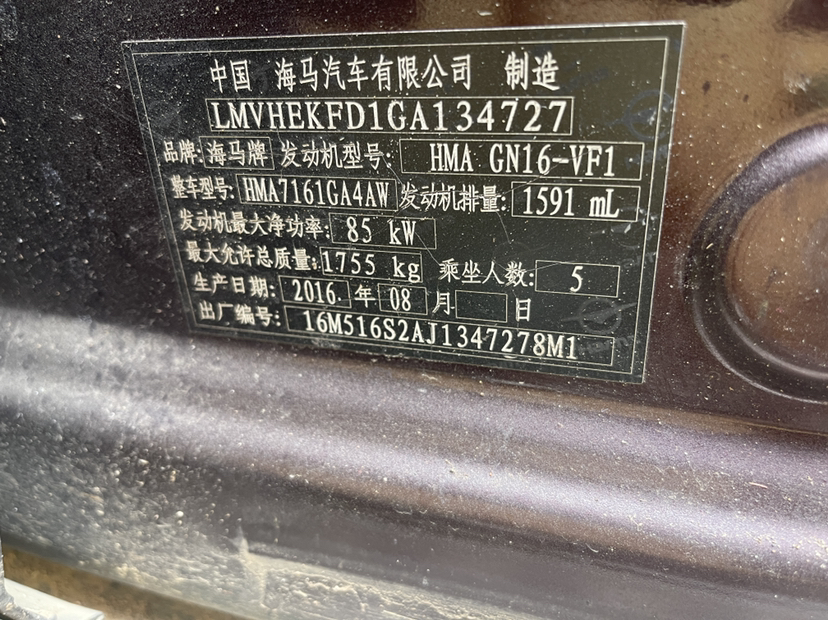 中国 海马汽车有限公司 制造
LMVHEKFD1GA134727
品牌: 海马牌 发动机型号: HMA GN16-VF1
整车型号: HMA7161GA4AW 发动机排量: 1591 mL
发动机最大净功率: 85 kW
最大允许总质量: 1755 kg 乘坐人数: 5
生产日期: 2016. 年 08 月 日
出厂编号: 16M516S2AJ1347278M1